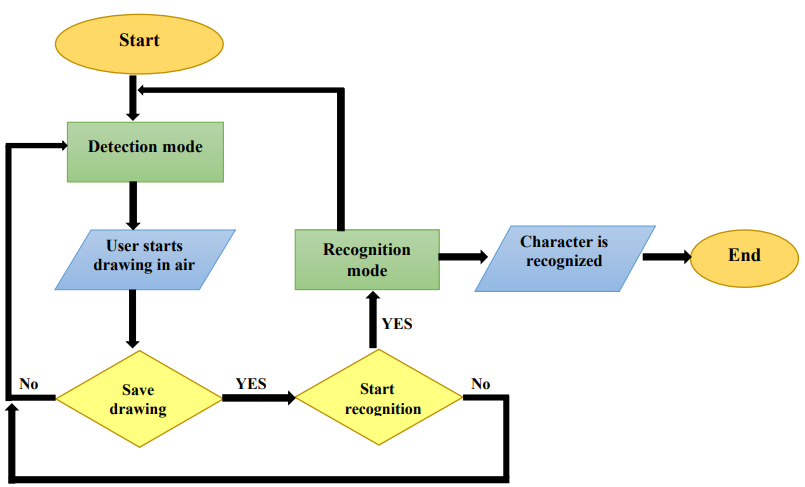 Start
Detection mode
User starts
drawing in air
Recognition
mode
Character is
recognized
End
YES
No
Save
drawing
YES
Start
recognition
No